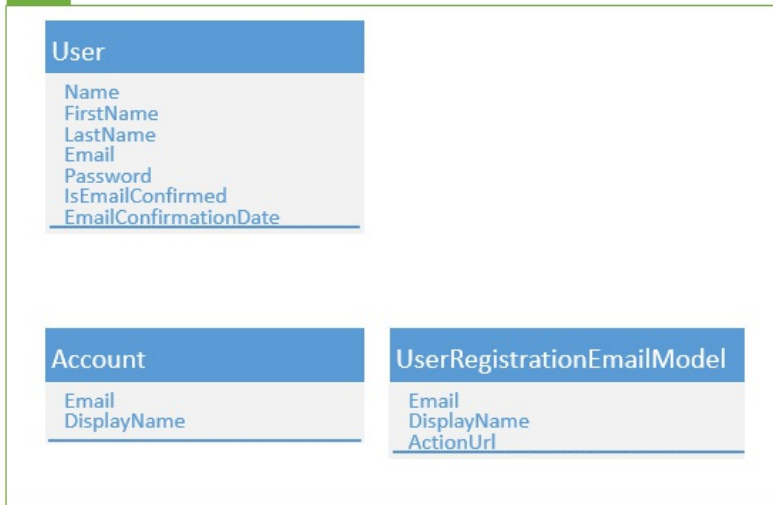 User
Name
FirstName
LastName
Email
Password
IsEmailConfirmed
EmailConfirmationDate
Account
Email
DisplayName
UserRegistrationEmailModel
Email
DisplayName
ActionUrl